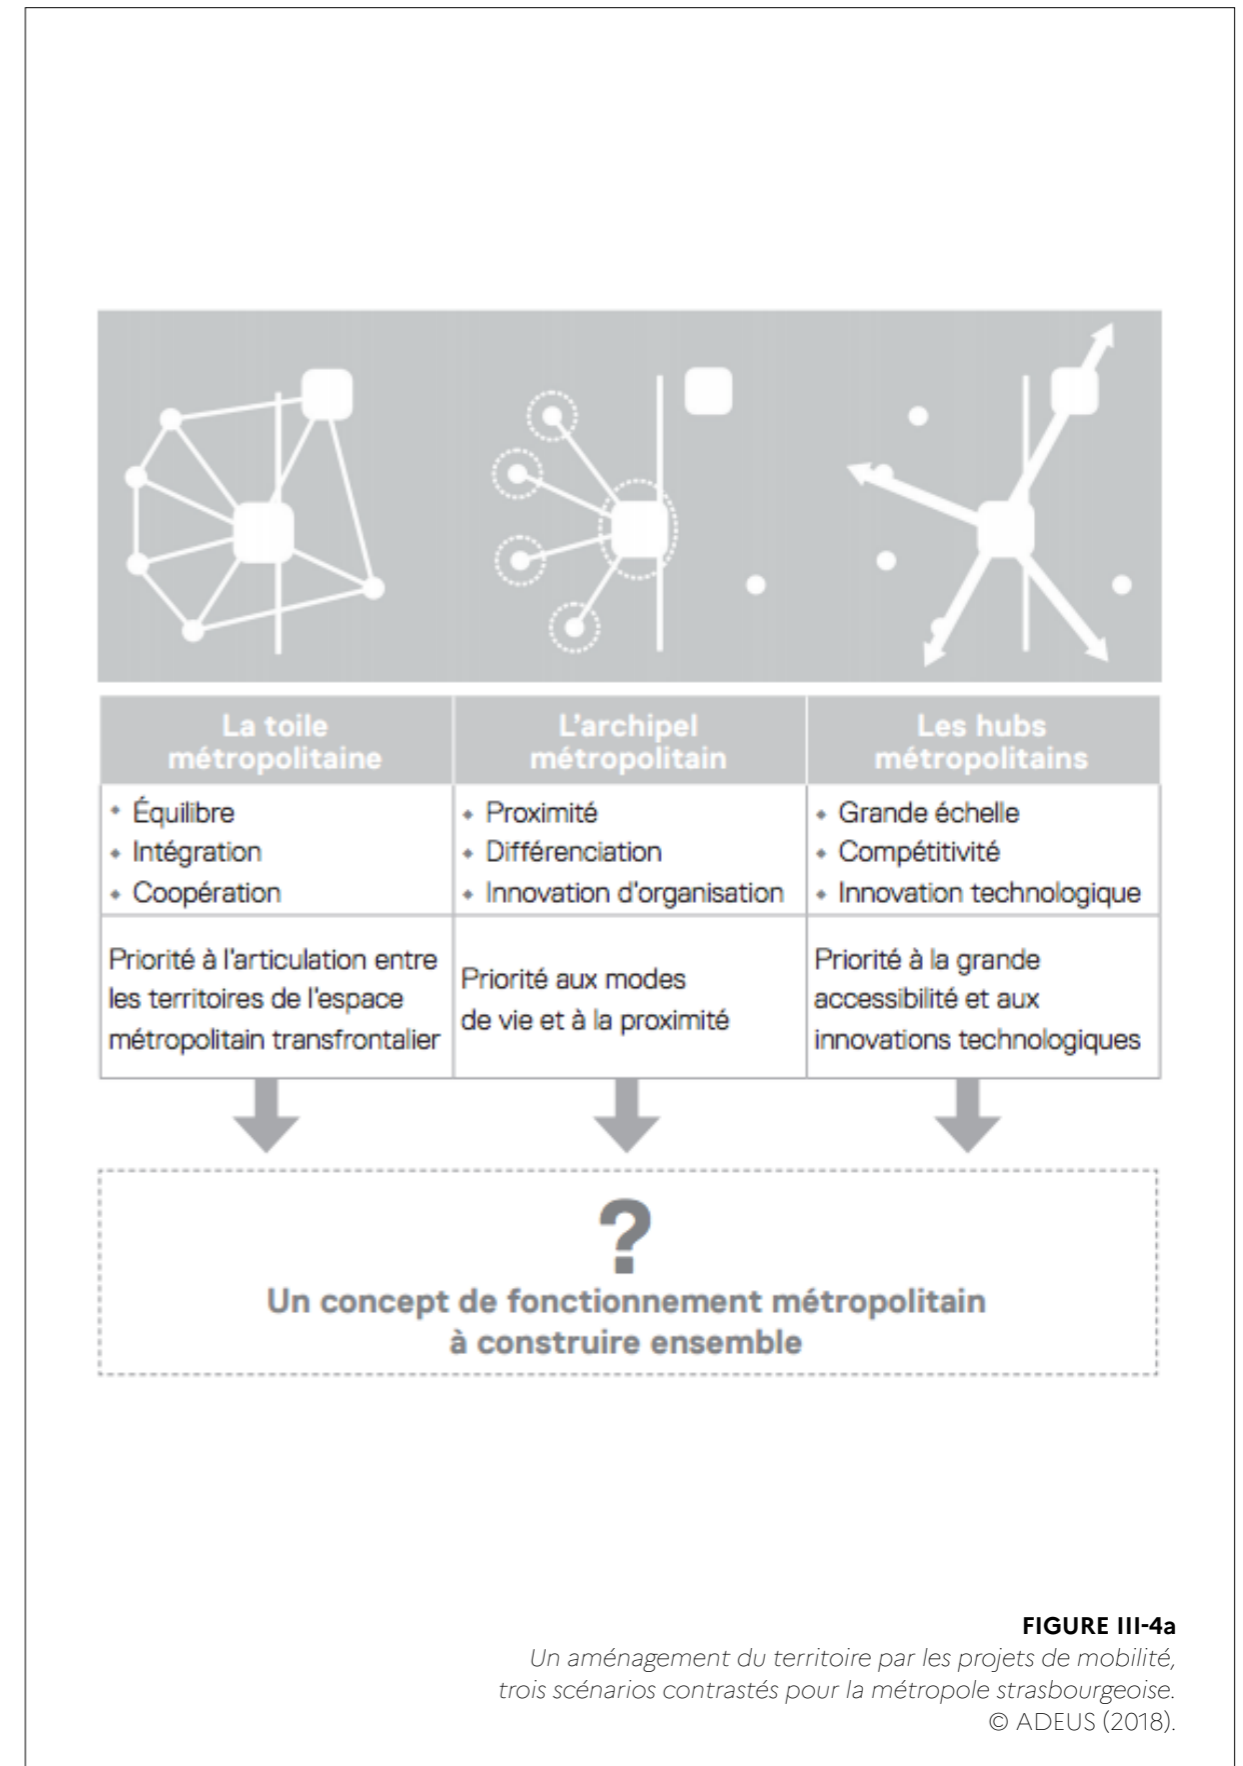 La toile
métropolitaine
L'archipel
métropolitain
Les hubs
métropolitains
Équilibre
Intégration
Coopération
Proximité
Différenciation
Innovation d'organisation
Grande échelle
Compétitivité
Innovation technologique
Priorité à l'articulation entre
les territoires de l'espace
métropolitain transfrontalier
Priorité aux modes
de vie et à la proximité
Priorité à la grande
accessibilité et aux
innovations technologiques
?
Un concept de fonctionnement métropolitain
à construire ensemble
FIGURE III-4a
Un aménagement du territoire par les projets de mobilité,
trois scénarios contrastés pour la métropole strasbourgeoise.
© ADEUS (2018).